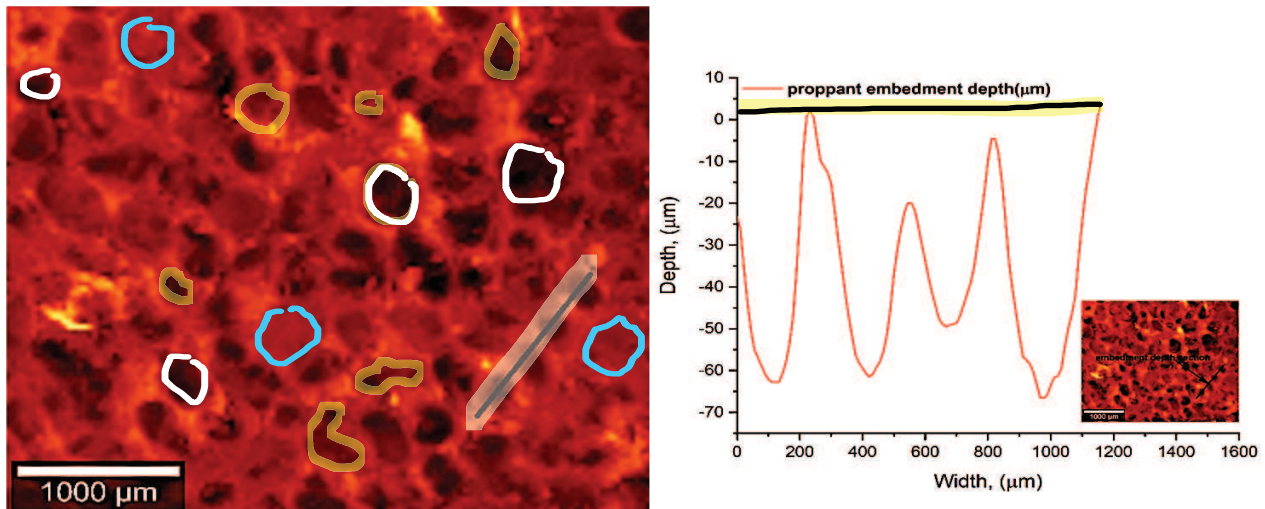 1000 μm
proppant embedment depth(μm)
10
0
-10
-20
-30
-40
-50
-60
-70
Depth, (μm)
0 200 400 600 800 1000 1200 1400 1600
Width, (μm)
embedment depth section
1000 μm